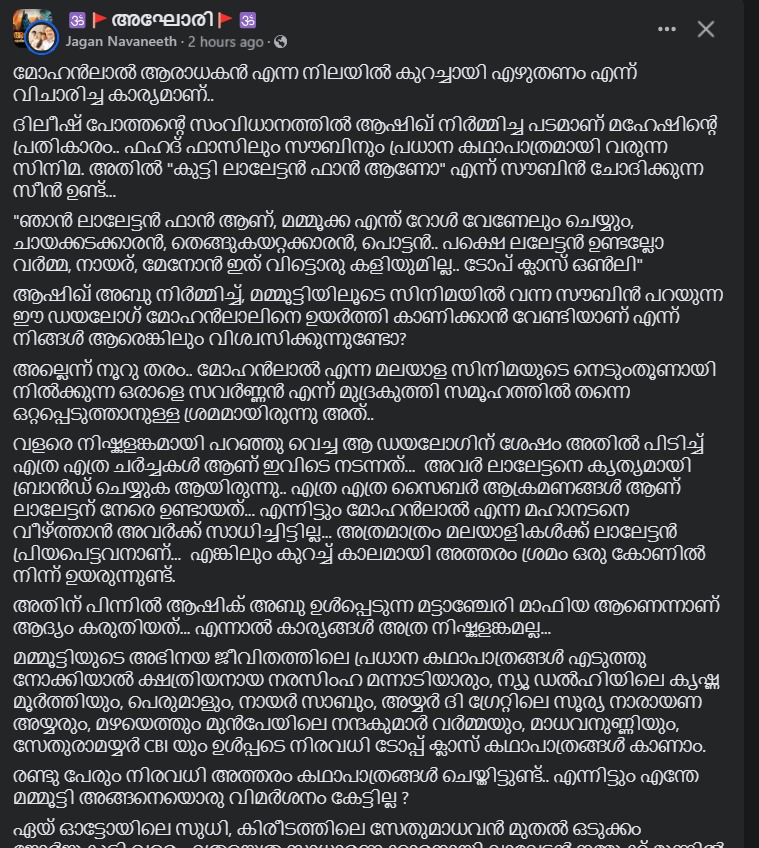 🕉🚩അഘോരി🚩🕉
Jagan Navaneeth · 2 hours ago ·
മോഹൻലാൽ ആരാധകൻ എന്ന നിലയിൽ കുറച്ചായി എഴുതണം എന്ന്
വിചാരിച്ച കാര്യമാണ്..
ദിലീഷ് പോത്തന്റെ സംവിധാനത്തിൽ ആഷിഖ് നിർമ്മിച്ച പടമാണ് മഹേഷിന്റെ
പ്രതികാരം.. ഫഹദ് ഫാസിലും സൗബിനും പ്രധാന കഥാപാത്രമായി വരുന്ന
സിനിമ. അതിൽ "കുട്ടി ലാലേട്ടൻ ഫാൻ ആണോ" എന്ന് സൗബിൻ ചോദിക്കുന്ന
സീൻ ഉണ്ട്...
"ഞാൻ ലാലേട്ടൻ ഫാൻ ആണ്, മമ്മൂക്ക എന്ത് റോൾ വേണേലും ചെയ്യും,
ചായക്കടക്കാരൻ, തെങ്ങുകയറ്റക്കാരൻ, പൊട്ടൻ.. പക്ഷെ ലലേട്ടൻ ഉണ്ടല്ലോ
വർമ്മ, നായർ, മേനോൻ ഇത് വിട്ടൊരു കളിയുമില്ല.. ടോപ് ക്ലാസ് ഒൺലി"
ആഷിഖ് അബു നിർമ്മിച്ച്, മമ്മൂട്ടിയിലൂടെ സിനിമയിൽ വന്ന സൗബിൻ പറയുന്ന
ഈ ഡയലോഗ് മോഹൻലാലിനെ ഉയർത്തി കാണിക്കാൻ വേണ്ടിയാണ് എന്ന്
നിങ്ങൾ ആരെങ്കിലും വിശ്വസിക്കുന്നുണ്ടോ?
അല്ലെന്ന് നൂറു തരം.. മോഹൻലാൽ എന്ന മലയാള സിനിമയുടെ നെടുംതൂണായി
നിൽക്കുന്ന ഒരാളെ സവർണ്ണൻ എന്ന് മുദ്രകുത്തി സമൂഹത്തിൽ തന്നെ
ഒറ്റപ്പെടുത്താനുള്ള ശ്രമമായിരുന്നു അത്..
വളരെ നിഷ്കളങ്കമായി പറഞ്ഞു വെച്ച ആ ഡയലോഗിന് ശേഷം അതിൽ പിടിച്ച്
എത്ര എത്ര ചർച്ചകൾ ആണ് ഇവിടെ നടന്നത്... അവർ ലാലേട്ടനെ കൃത്യമായി
ബ്രാൻഡ് ചെയ്യുക ആയിരുന്നു.. എത്ര എത്ര സൈബർ ആക്രമണങ്ങൾ ആണ്
ലാലേട്ടന് നേരെ ഉണ്ടായത്... എന്നിട്ടും മോഹൻലാൽ എന്ന മഹാനടനെ
വീഴ്ത്താൻ അവർക്ക് സാധിച്ചിട്ടില്ല... അത്രമാത്രം മലയാളികൾക്ക് ലാലേട്ടൻ
പ്രിയപെട്ടവനാണ്... എങ്കിലും കുറച്ച് കാലമായി അത്തരം ശ്രമം ഒരു കോണിൽ
നിന്ന് ഉയരുന്നുണ്ട്.
അതിന് പിന്നിൽ ആഷിക് അബു ഉൾപ്പെടുന്ന മട്ടാഞ്ചേരി മാഫിയ ആണെന്നാണ്
ആദ്യം കരുതിയത്... എന്നാൽ കാര്യങ്ങൾ അത്ര നിഷ്കളങ്കമല്ല...
മമ്മൂട്ടിയുടെ അഭിനയ ജീവിതത്തിലെ പ്രധാന കഥാപാത്രങ്ങൾ എടുത്തു
നോക്കിയാൽ ക്ഷത്രിയനായ നരസിംഹ മന്നാടിയാരും, ന്യൂ ഡൽഹിയിലെ കൃഷ്ണ
മൂർത്തിയും, പെരുമാളും, നായർ സാബും, അയ്യർ ദി ഗ്രേറ്റിലെ സൂര്യ നാരായണ
അയ്യരും, മഴയെത്തും മുൻപേയിലെ നന്ദകുമാർ വർമ്മയും, മാധവനുണ്ണിയും,
സേതുരാമയ്യർ CBI യും ഉൾപ്പടെ നിരവധി ടോപ്പ് ക്ലാസ് കഥാപാത്രങ്ങൾ കാണാം.
രണ്ടു പേരും നിരവധി അത്തരം കഥാപാത്രങ്ങൾ ചെയ്തിട്ടുണ്ട്.. എന്നിട്ടും എന്തേ
മമ്മൂട്ടി അങ്ങനെയൊരു വിമർശനം കേട്ടില്ല ?
ഏയ് ഓട്ടോയിലെ സുധി, കിരീടത്തിലെ സേതുമാധവൻ മുതൽ ഒടുക്കം